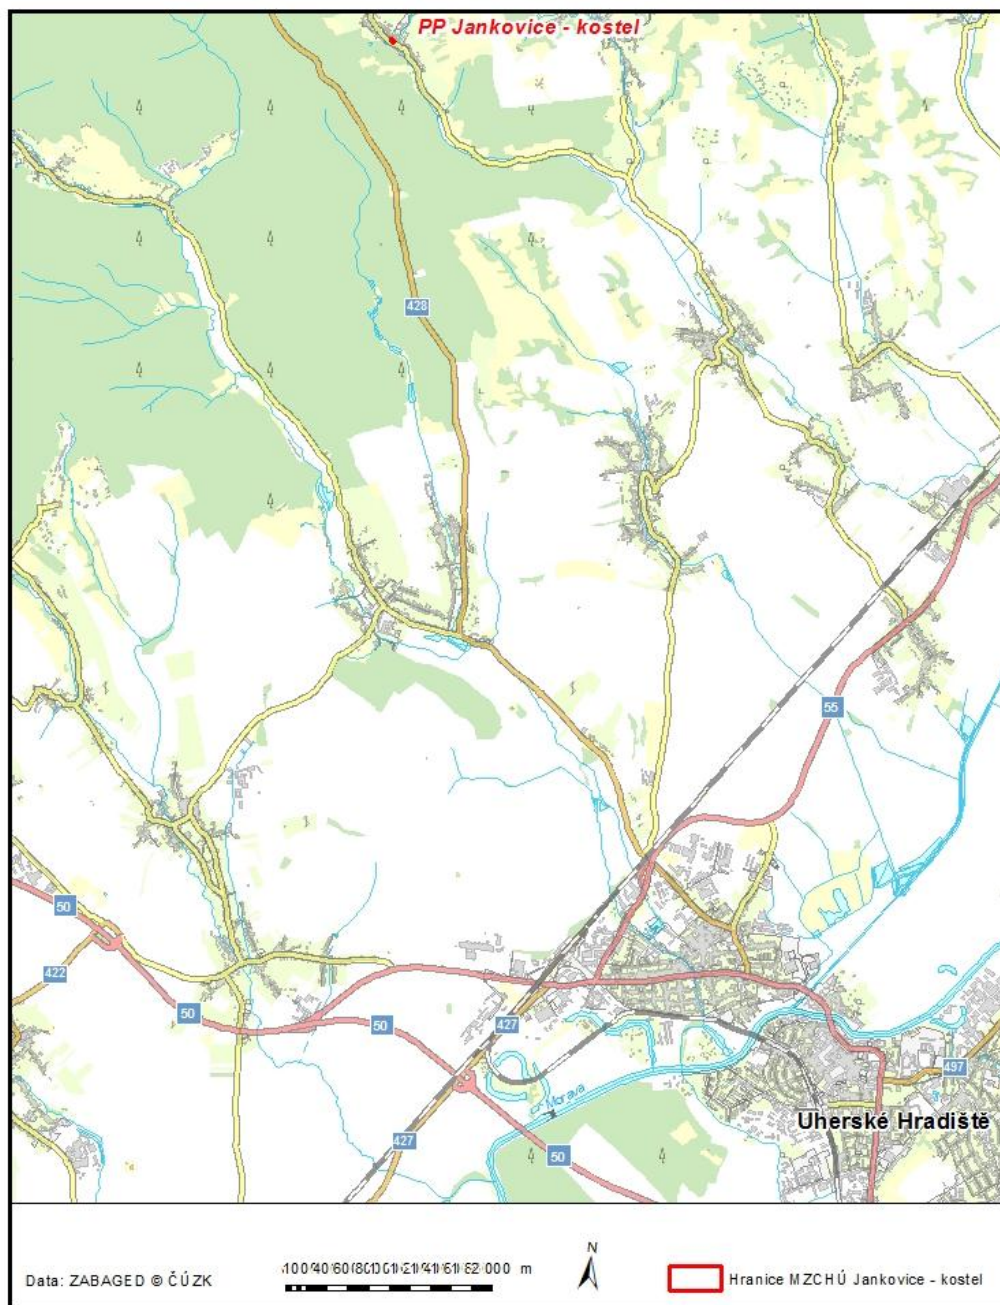 PP Jankovice - kostel
428
55
50
422
50
50
427
Morava
497
Uherské Hradiště
427
50
N
m
Data: ZABAGED © ČÚZK
Hranice MZCHÚ Jankovice - kostel